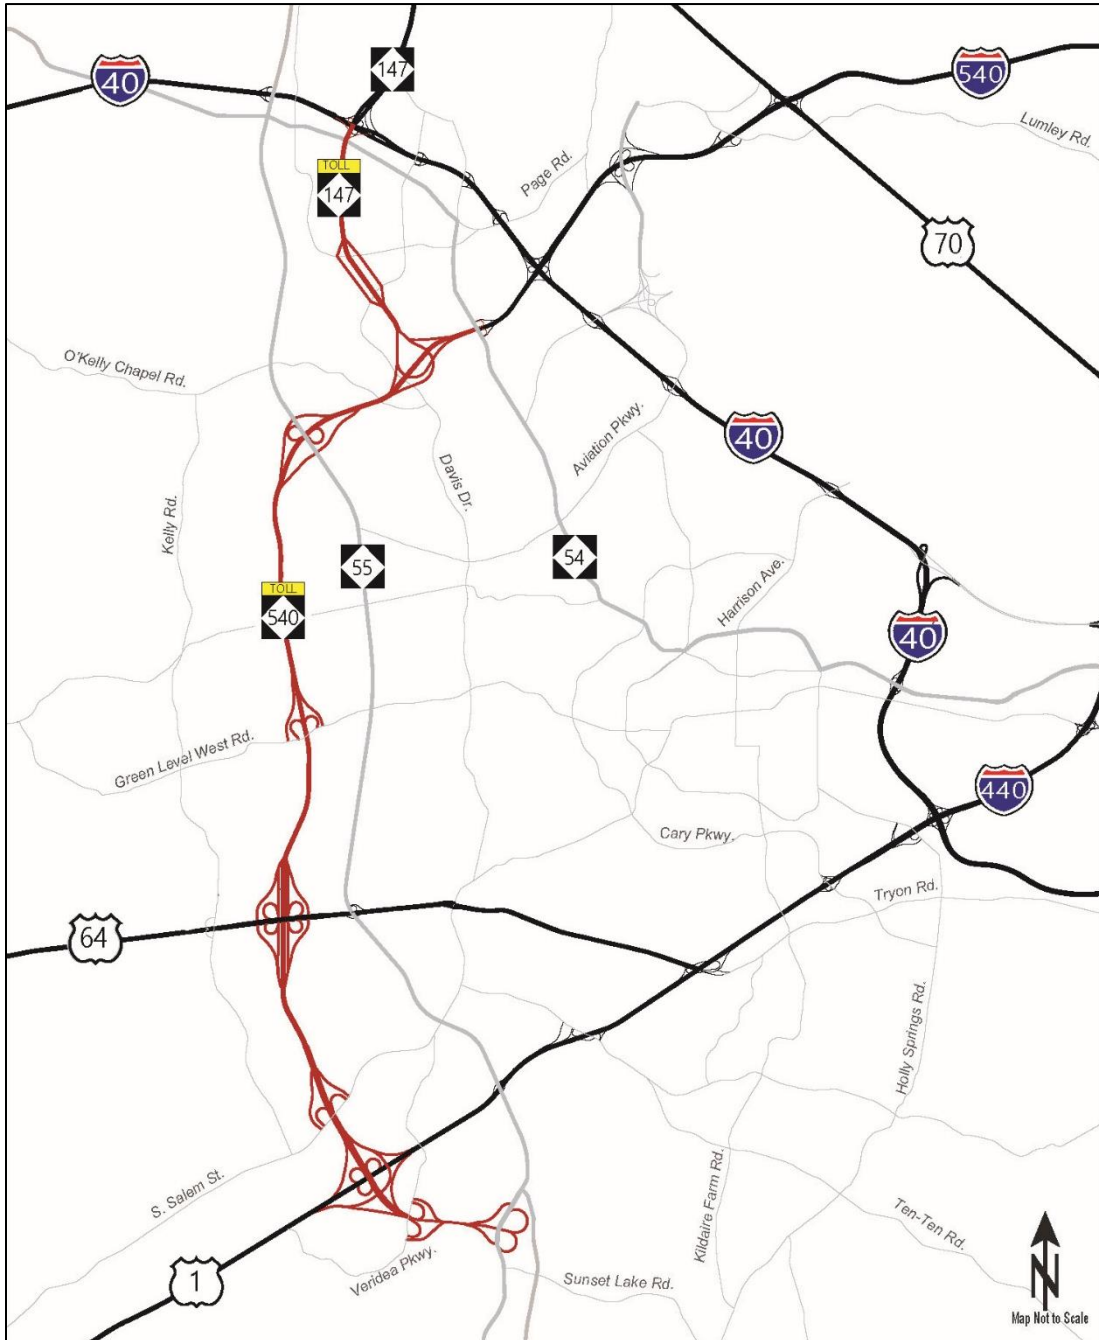 147
40
540
Lumley Rd.
TOLL
147
Page Rd.
70
O'Kelly Chapel Rd.
40
Aviation Pkwy.
Davis Dr.
Kelly Rd.
55
54
TOLL
540
Harrison Ave.
40
Green Level West Rd.
440
Cary Pkwy.
Tryon Rd.
64
Holly Springs Rd.
S. Salem St.
Kildaire Farm Rd.
Ten-Ten Rd.
Veridea Pkwy.
Sunset Lake Rd.
1
N
Map Not to Scale